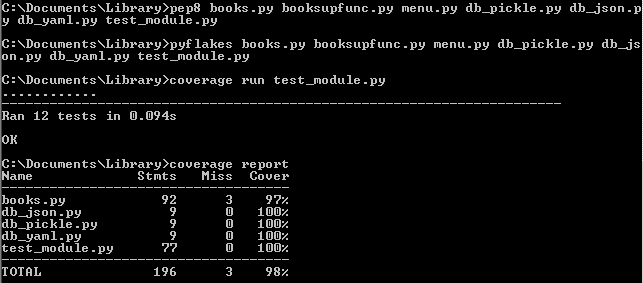 C:\Documents\Library>pep8 books.py booksupfunc.py menu.py db_pickle.py db_json.p
y db_yaml.py test_module.py
C:\Documents\Library>pyflakes books.py booksupfunc.py menu.py db_pickle.py db_js
on.py db_yaml.py test_module.py
C:\Documents\Library>coverage run test_module.py
............
----------------------------------------------------------------------
Ran 12 tests in 0.094s
OK
C:\Documents\Library>coverage report
Name Stmts Miss Cover
------------------------------------
books.py 92 3 97%
db_json.py 9 0 100%
db_pickle.py 9 0 100%
db_yaml.py 9 0 100%
test_module.py 77 0 100%
------------------------------------
TOTAL 196 3 98%